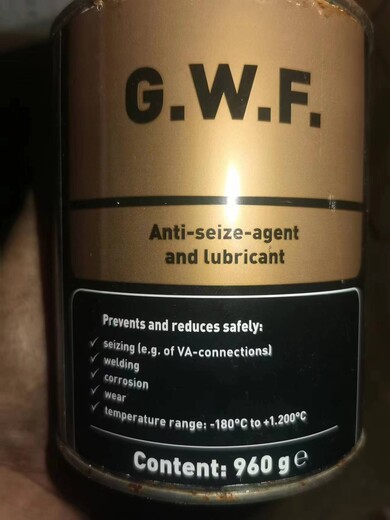 G.W.F.
Anti-seize-agent
and lubricant
Prevents and reduces safely:
✓ seizing (e.g. of VA-connections)
✓ welding
✓ corrosion
✓ wear
✓ temperature range: -180°C to +1.200°C
Content: 960 g ℮